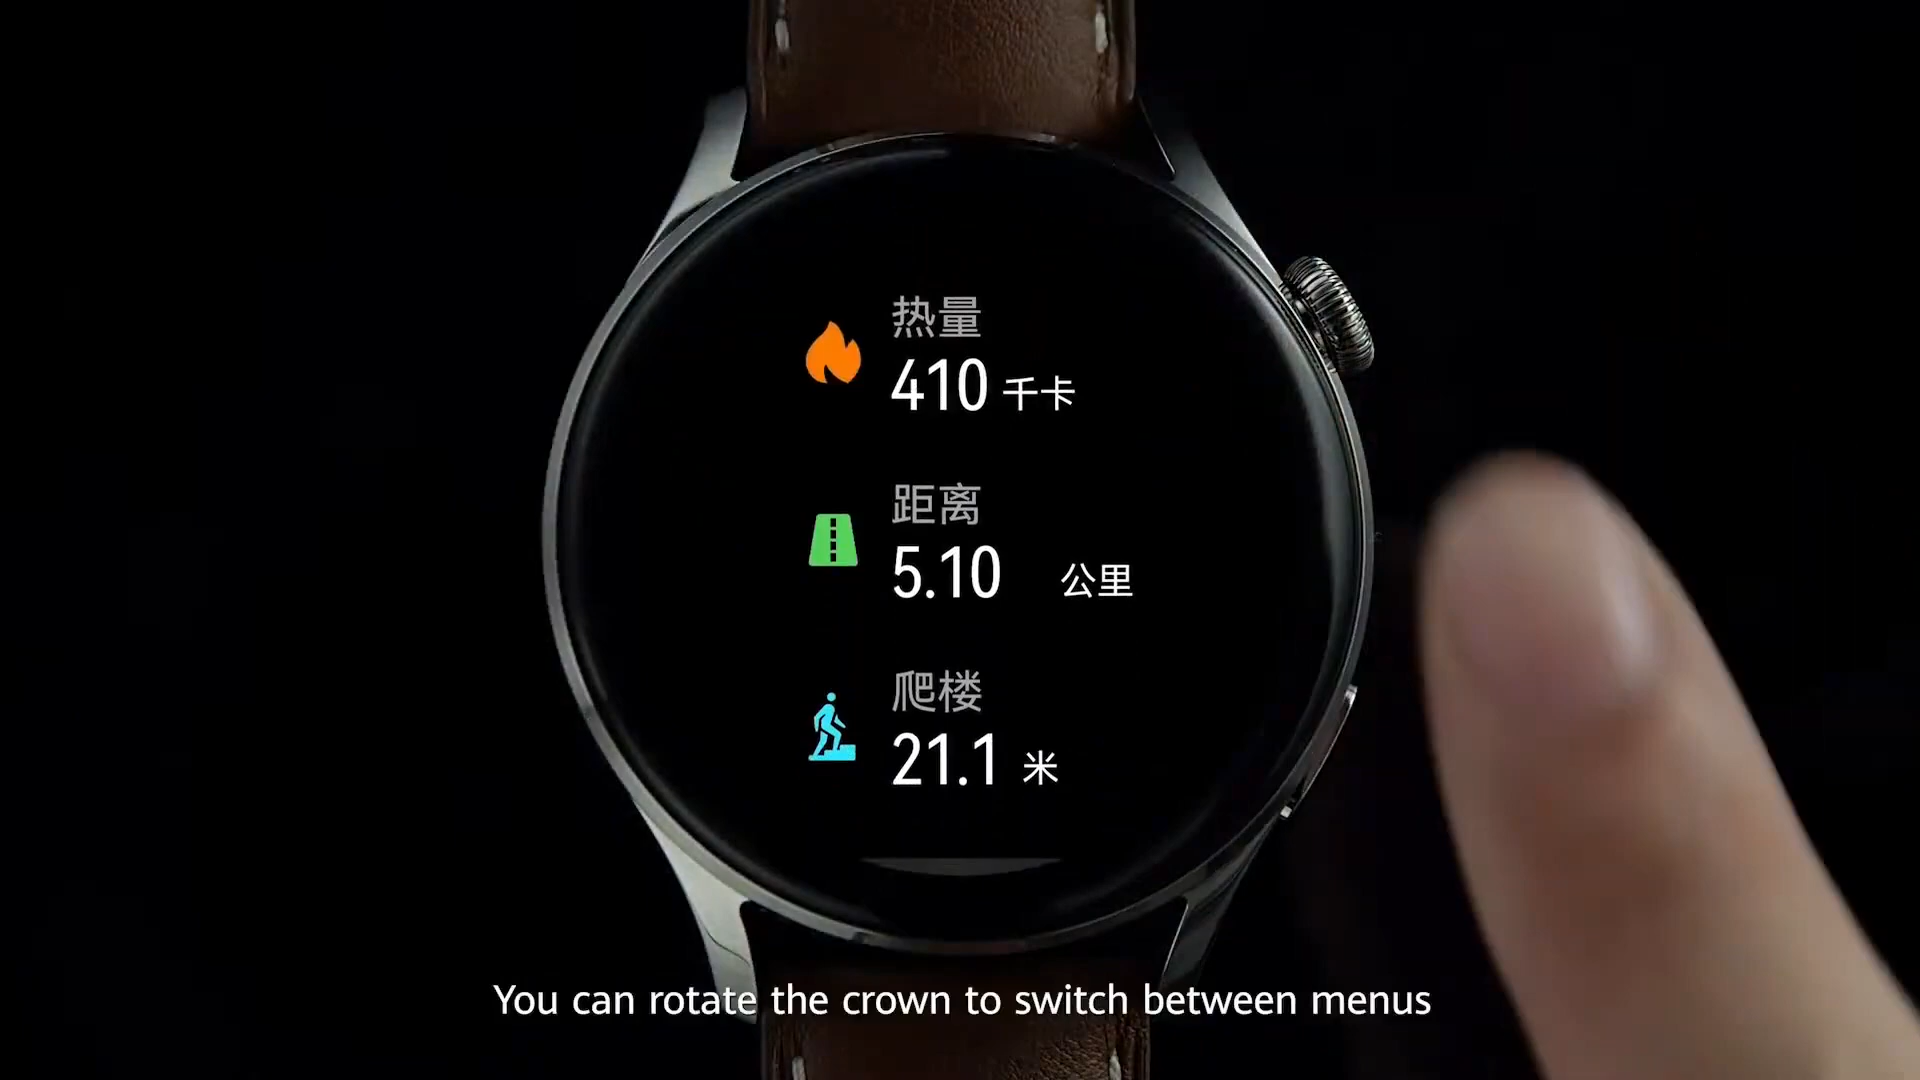 热量
410 千卡
距离
5.10 公里
爬楼
21.1 米
You can rotate the crown to switch between menus